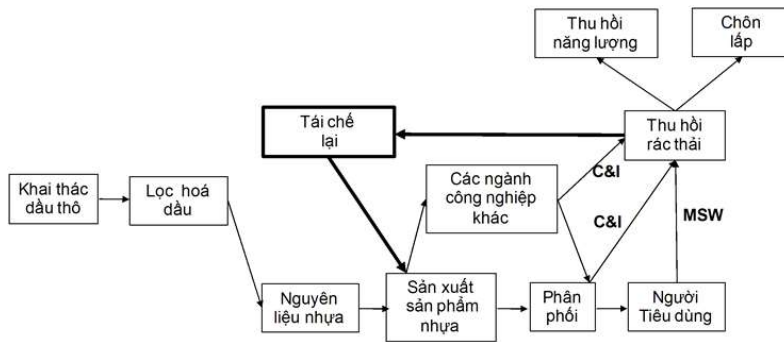 Thu hồi
năng lượng
Chôn
lấp
Tái chế
lại
Thu hồi
rác thải
Khai thác
dầu thô
Lọc hoá
dầu
Các ngành
công nghiệp
khác
C&I
C&I
MSW
Nguyên
liệu nhựa
Sản xuất
sản phẩm
nhựa
Phân
phối
Người
Tiêu dùng